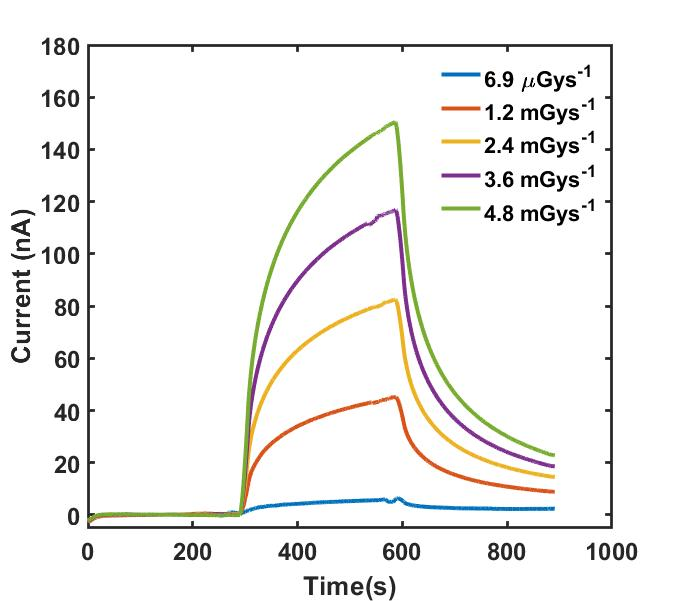 180
160
140
120
100
80
60
40
20
0
Current (nA)
6.9 μGys⁻¹
1.2 mGys⁻¹
2.4 mGys⁻¹
3.6 mGys⁻¹
4.8 mGys⁻¹
0 200 400 600 800 1000
Time(s)